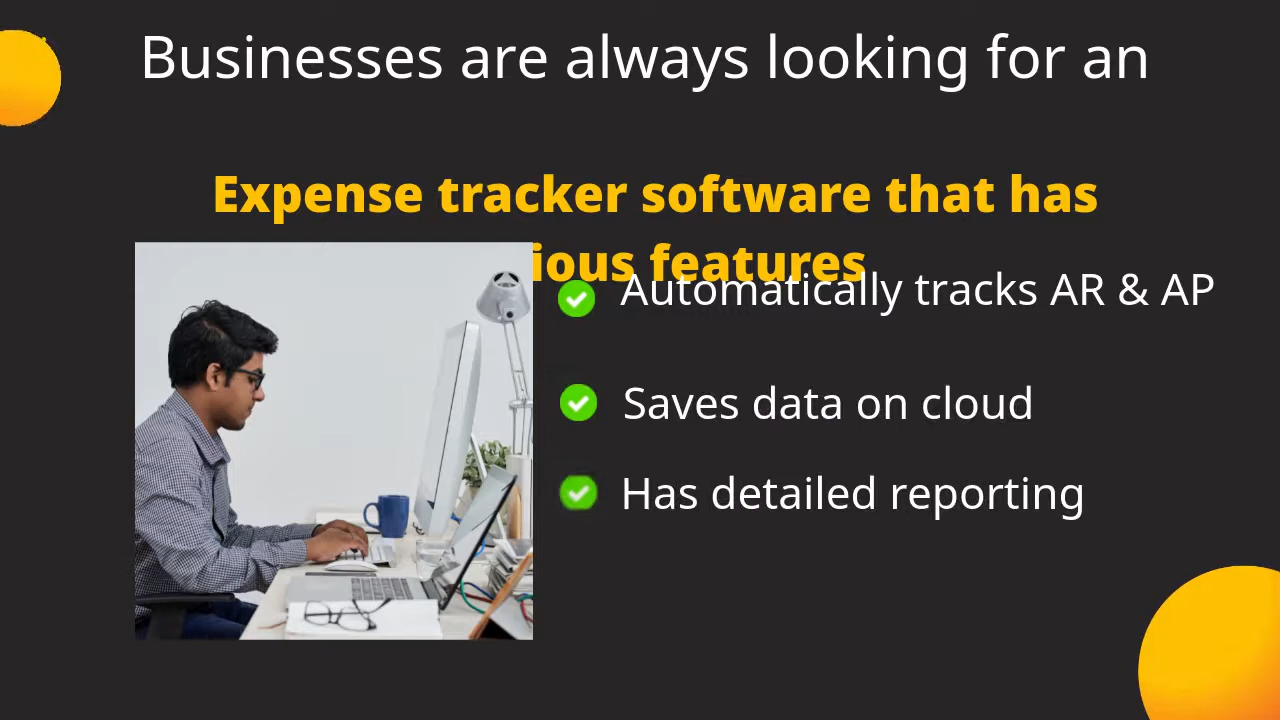 Businesses are always looking for an
Expense tracker software that has
features
Automatically tracks AR & AP
Saves data on cloud
Has detailed reporting